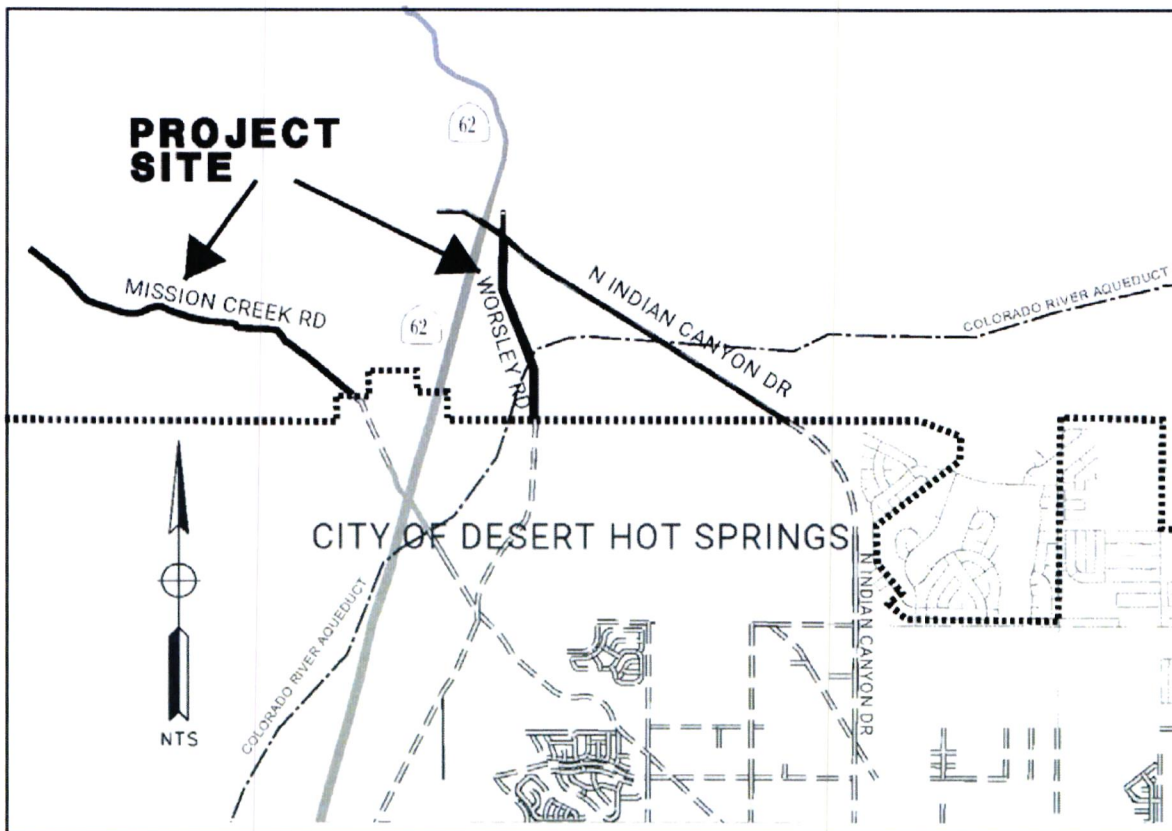 62
PROJECT
SITE
N INDIAN CANYON DR
MISSION CREEK RD
WORSLEY RD
COLORADO RIVER AQUEDUCT
62
CITY OF DESERT HOT SPRINGS
N INDIAN CANYON DR
COLORADO RIVER AQUEDUCT
NTS